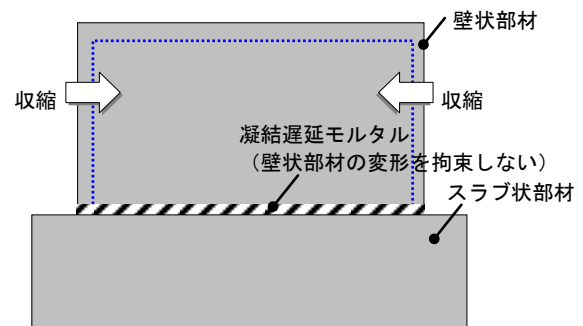 壁状部材
収縮
収縮
凝結遅延モルタル
（壁状部材の変形を拘束しない）
スラブ状部材